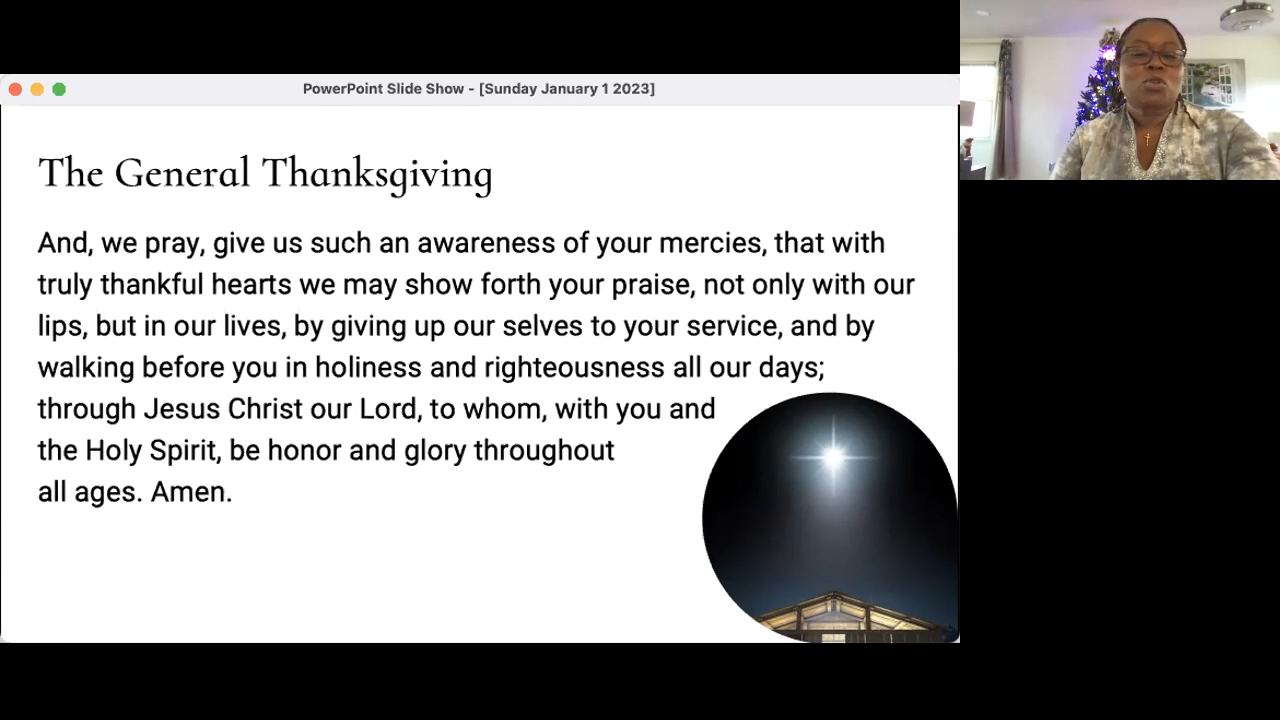 PowerPoint Slide Show - [Sunday January 1 2023]
The General Thanksgiving
And, we pray, give us such an awareness of your mercies, that with
truly thankful hearts we may show forth your praise, not only with our
lips, but in our lives, by giving up our selves to your service, and by
walking before you in holiness and righteousness all our days;
through Jesus Christ our Lord, to whom, with you and
the Holy Spirit, be honor and glory throughout
all ages. Amen.